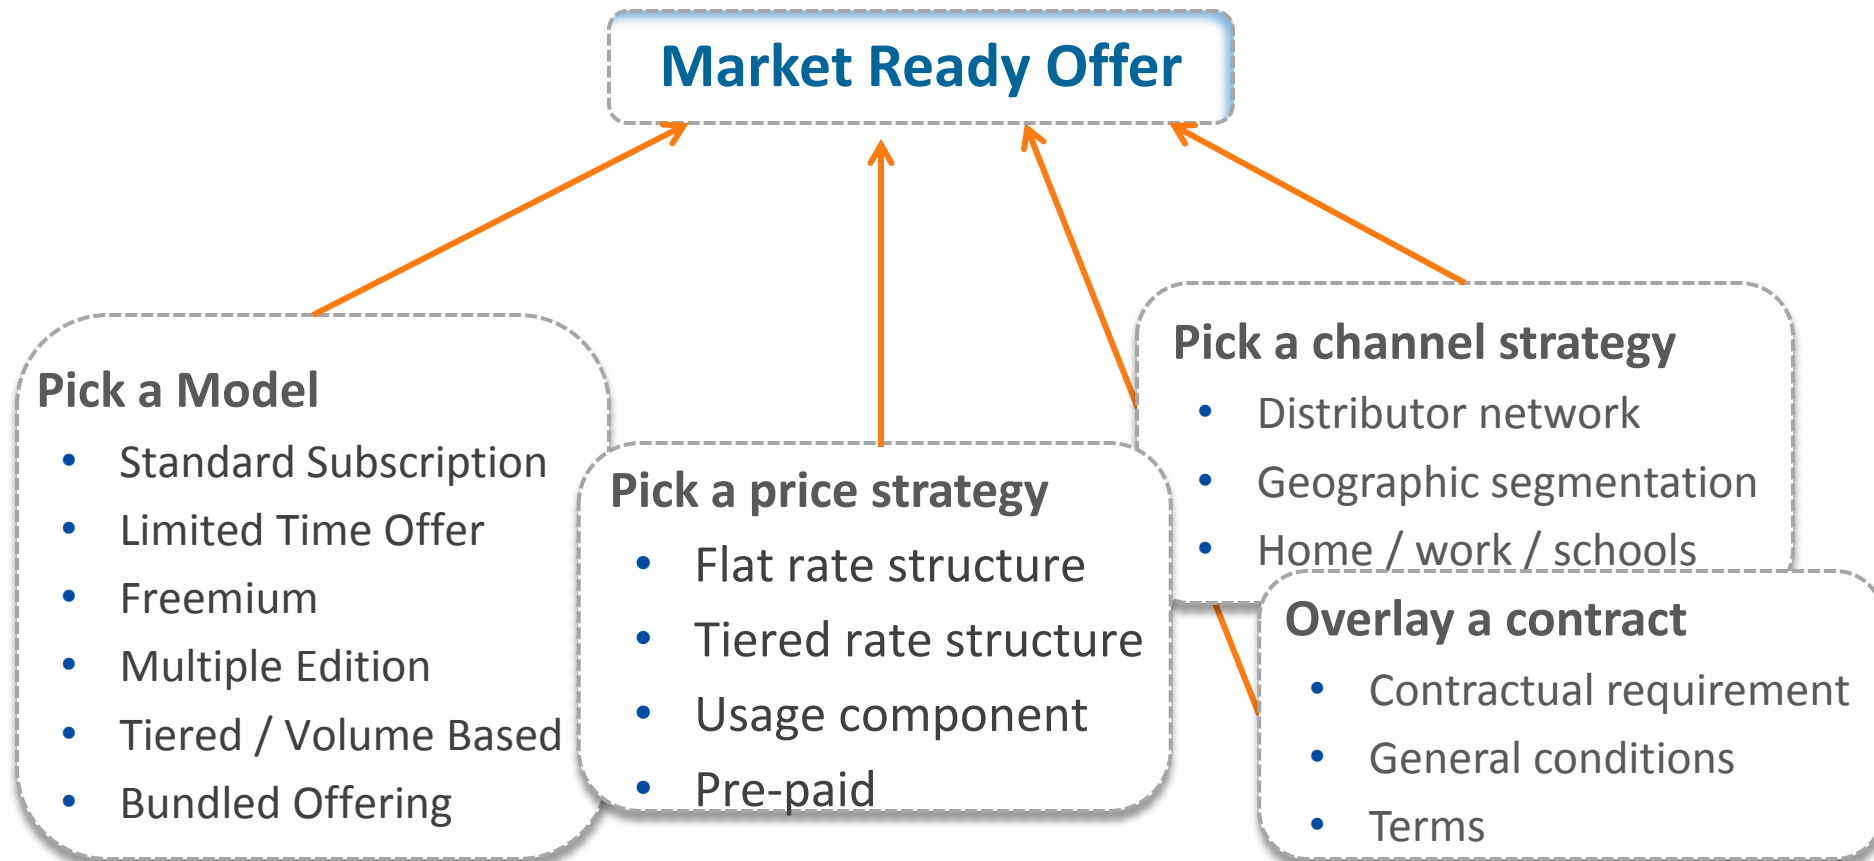 Market Ready Offer
Pick a Model
• Standard Subscription
• Limited Time Offer
• Freemium
• Multiple Edition
• Tiered / Volume Based
• Bundled Offering
Pick a price strategy
• Flat rate structure
• Tiered rate structure
• Usage component
• Pre-paid
Pick a channel strategy
• Distributor network
• Geographic segmentation
• Home / work / schools
Overlay a contract
• Contractual requirement
• General conditions
• Terms